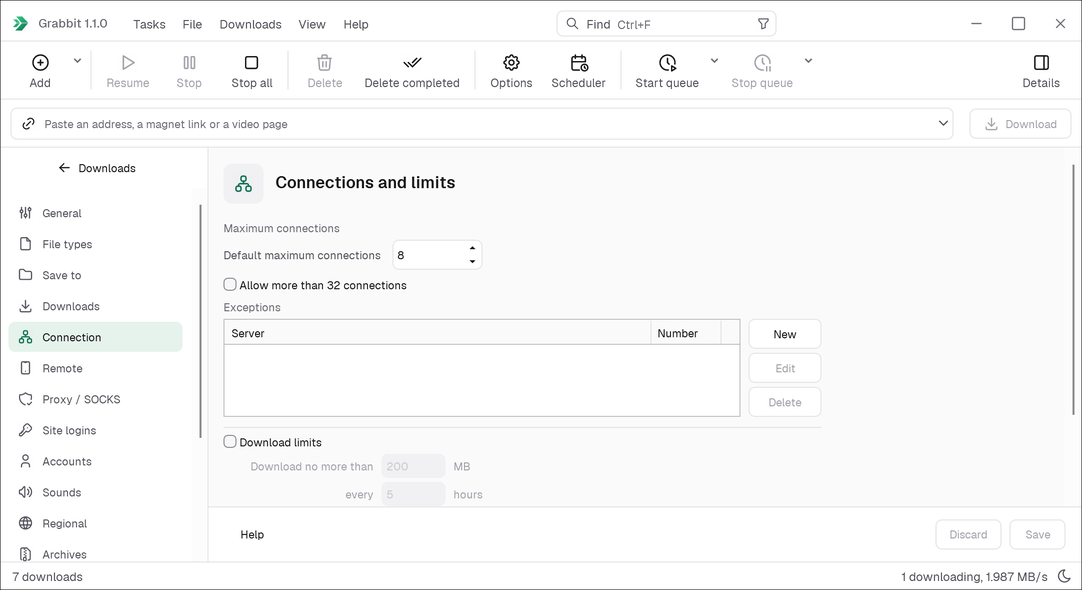 Grabbit 1.1.0 Tasks File Downloads View Help Find Ctrl+F
Add Resume Stop Stop all Delete Delete completed Options Scheduler Start queue Stop queue Details
Paste an address, a magnet link or a video page Download
Downloads
General
File types
Save to
Downloads
Connection
Remote
Proxy / SOCKS
Site logins
Accounts
Sounds
Regional
Archives
Connections and limits
Maximum connections
Default maximum connections 8
Allow more than 32 connections
Exceptions
Server Number
New
Edit
Delete
Download limits
Download no more than 200 MB
every 5 hours
Help Discard Save
7 downloads 1 downloading, 1.987 MB/s